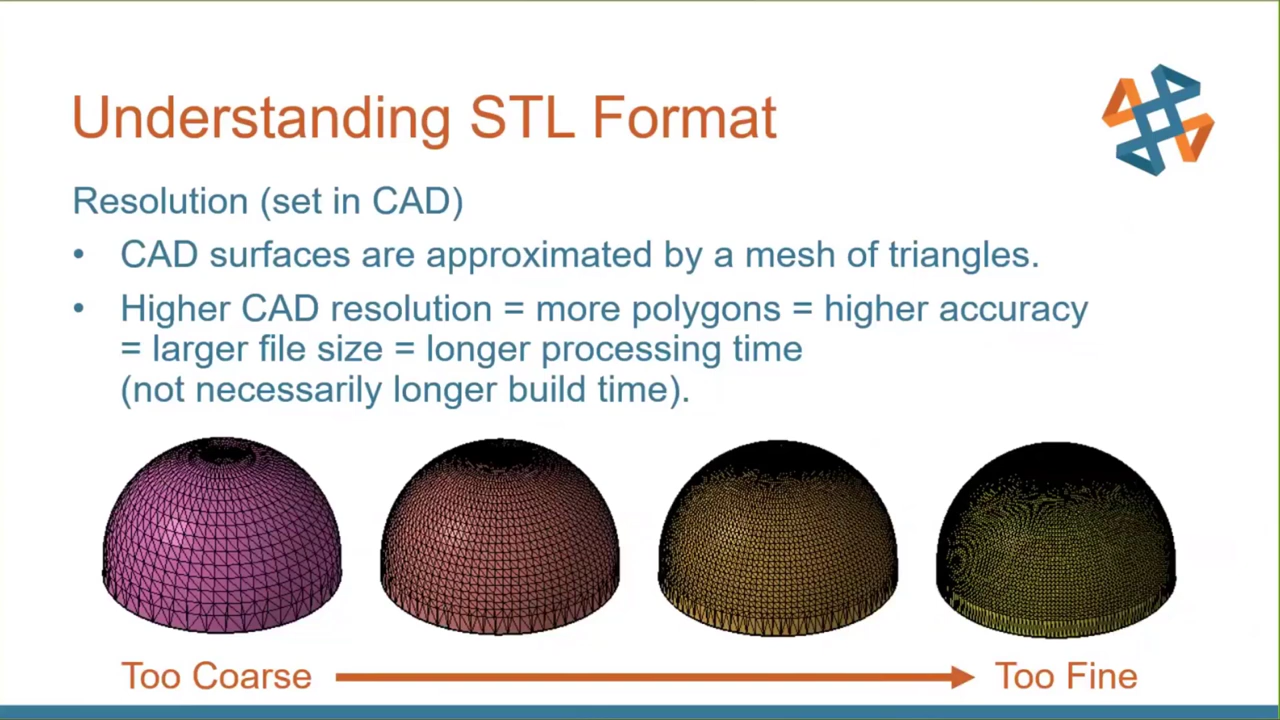 Understanding STL Format
Resolution (set in CAD)
• CAD surfaces are approximated by a mesh of triangles.
• Higher CAD resolution = more polygons = higher accuracy
= larger file size = longer processing time
(not necessarily longer build time).
Too Coarse
Too Fine